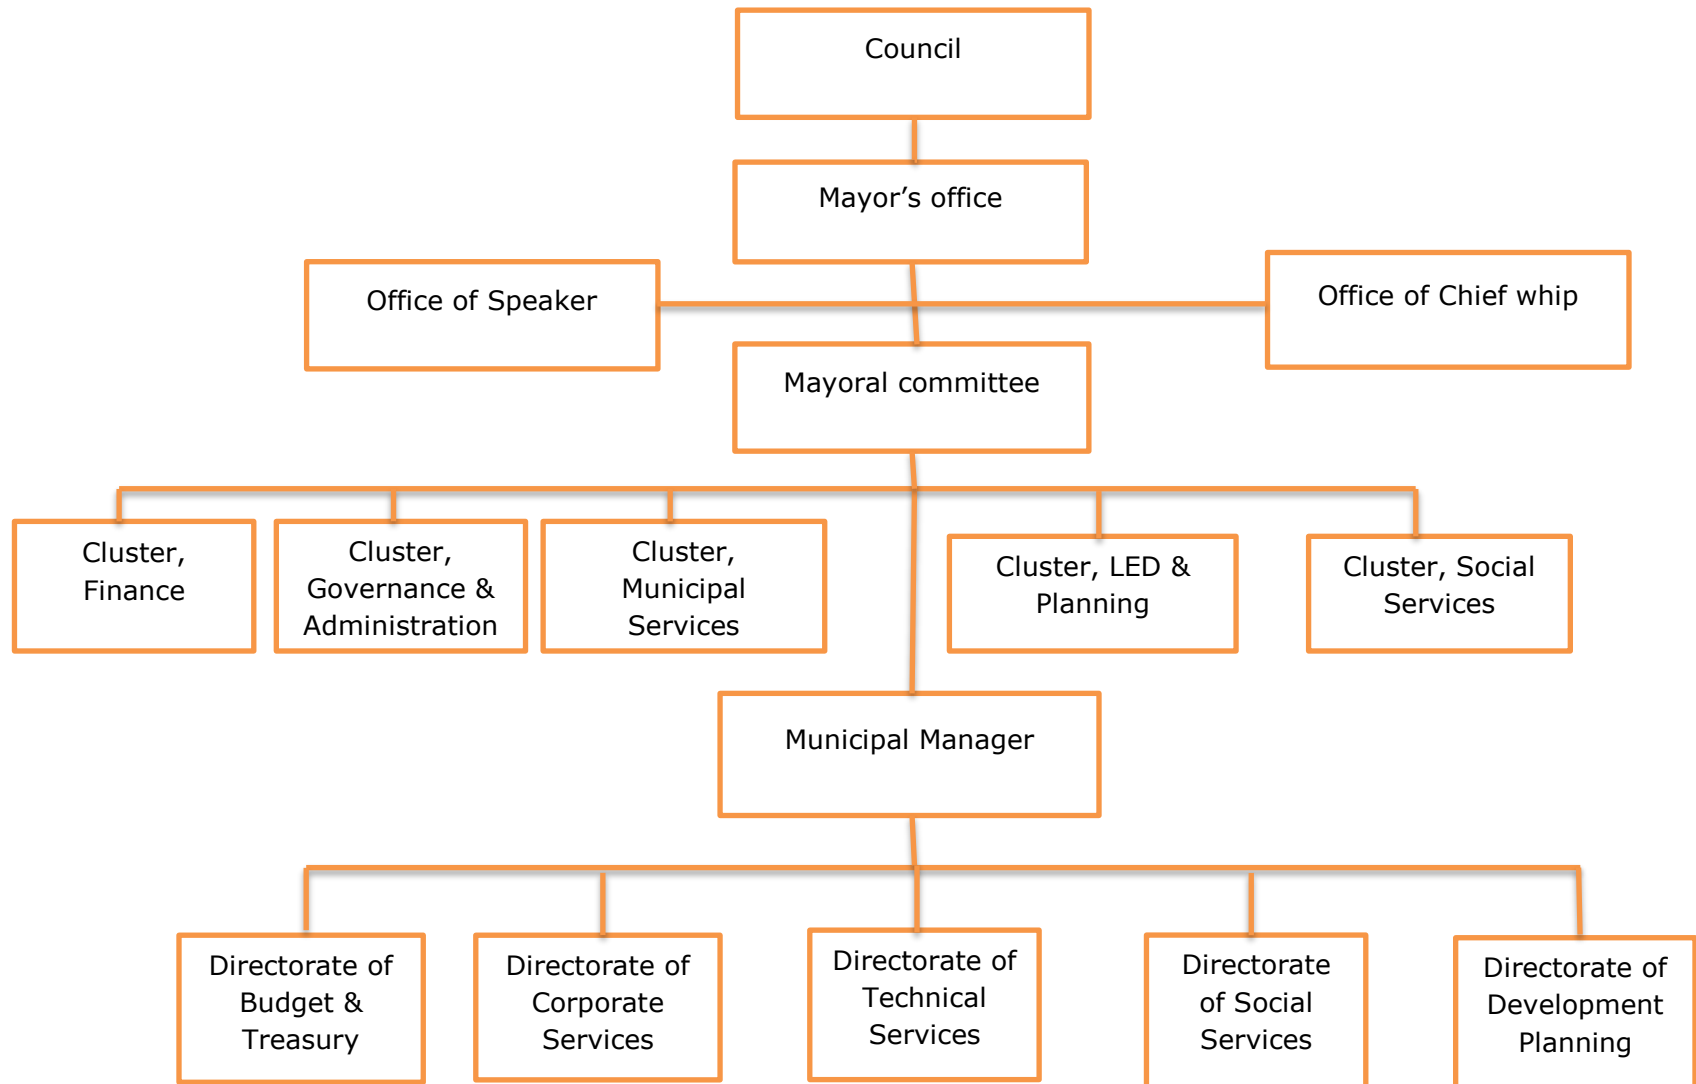 Council
Mayor’s office
Office of Speaker
Office of Chief whip
Mayoral committee
Cluster,
Finance
Cluster,
Governance &
Administration
Cluster,
Municipal
Services
Cluster, LED &
Planning
Cluster, Social
Services
Municipal Manager
Directorate of
Budget &
Treasury
Directorate of
Corporate
Services
Directorate of
Technical
Services
Directorate
of Social
Services
Directorate of
Development
Planning